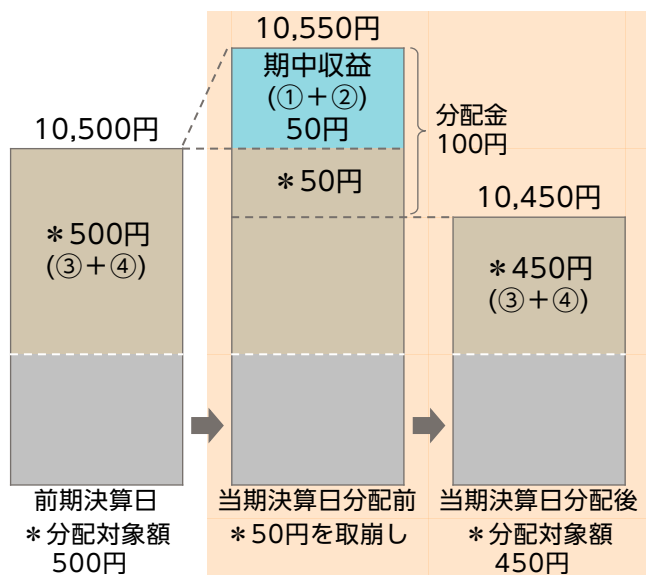 10,550円
期中収益
(①+②)
50円
分配金
100円
10,500円
*50円
10,450円
*500円
(③+④)
*450円
(③+④)
前期決算日
*分配対象額
500円
当期決算日分配前
*50円を取崩し
当期決算日分配後
*分配対象額
450円